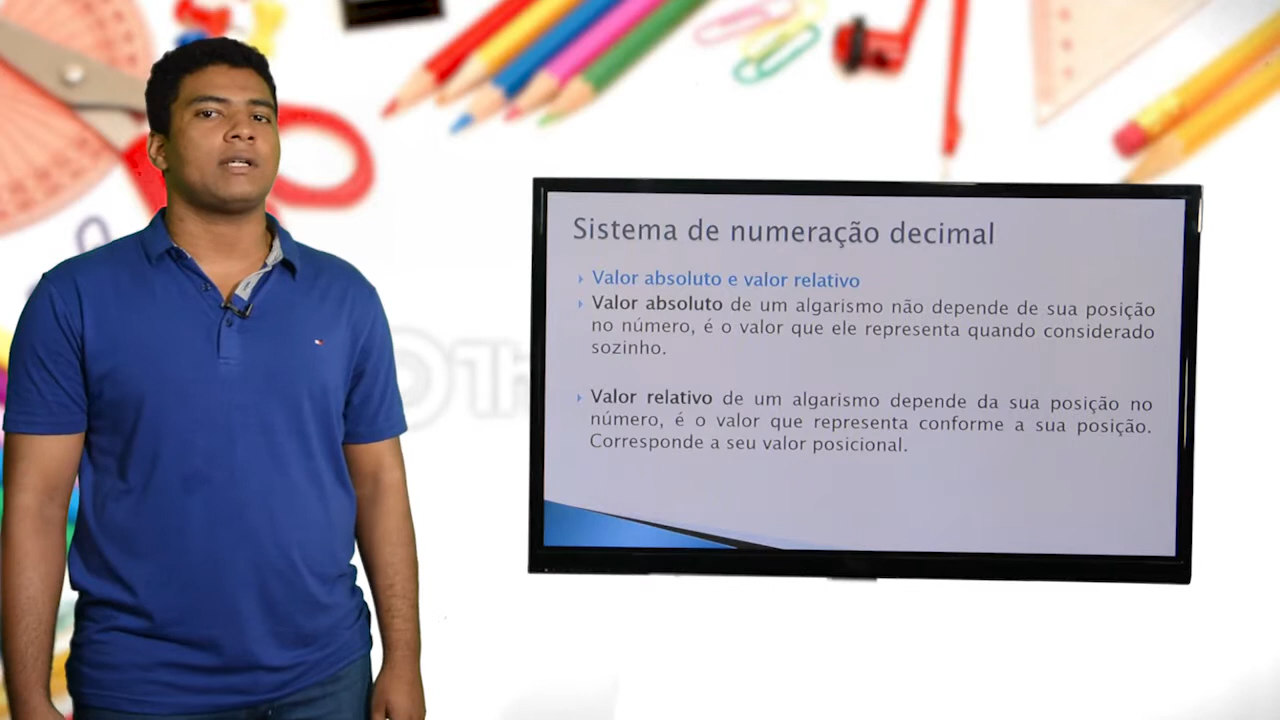 Sistema de numeração decimal
Valor absoluto e valor relativo
Valor absoluto de um algarismo não depende de sua posição
no número, é o valor que ele representa quando considerado
sozinho.
Valor relativo de um algarismo depende da sua posição no
número, é o valor que representa conforme a sua posição.
Corresponde a seu valor posicional.